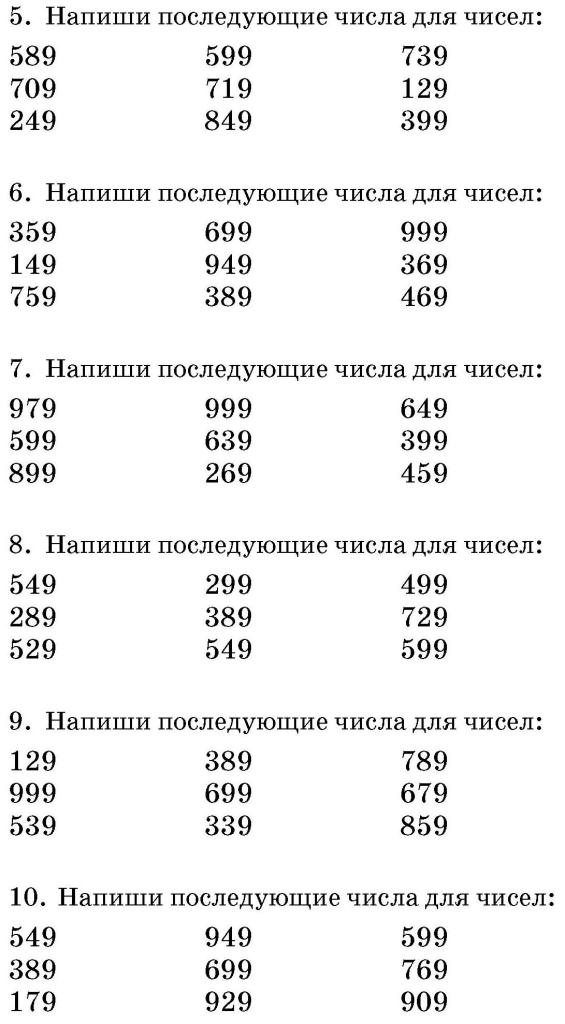 5. Напиши последующие числа для чисел:
589 599 739
709 719 129
249 849 399
6. Напиши последующие числа для чисел:
359 699 999
149 949 369
759 389 469
7. Напиши последующие числа для чисел:
979 999 649
599 639 399
899 269 459
8. Напиши последующие числа для чисел:
549 299 499
289 389 729
529 549 599
9. Напиши последующие числа для чисел:
129 389 789
999 699 679
539 339 859
10. Напиши последующие числа для чисел:
549 949 599
389 699 769
179 929 909